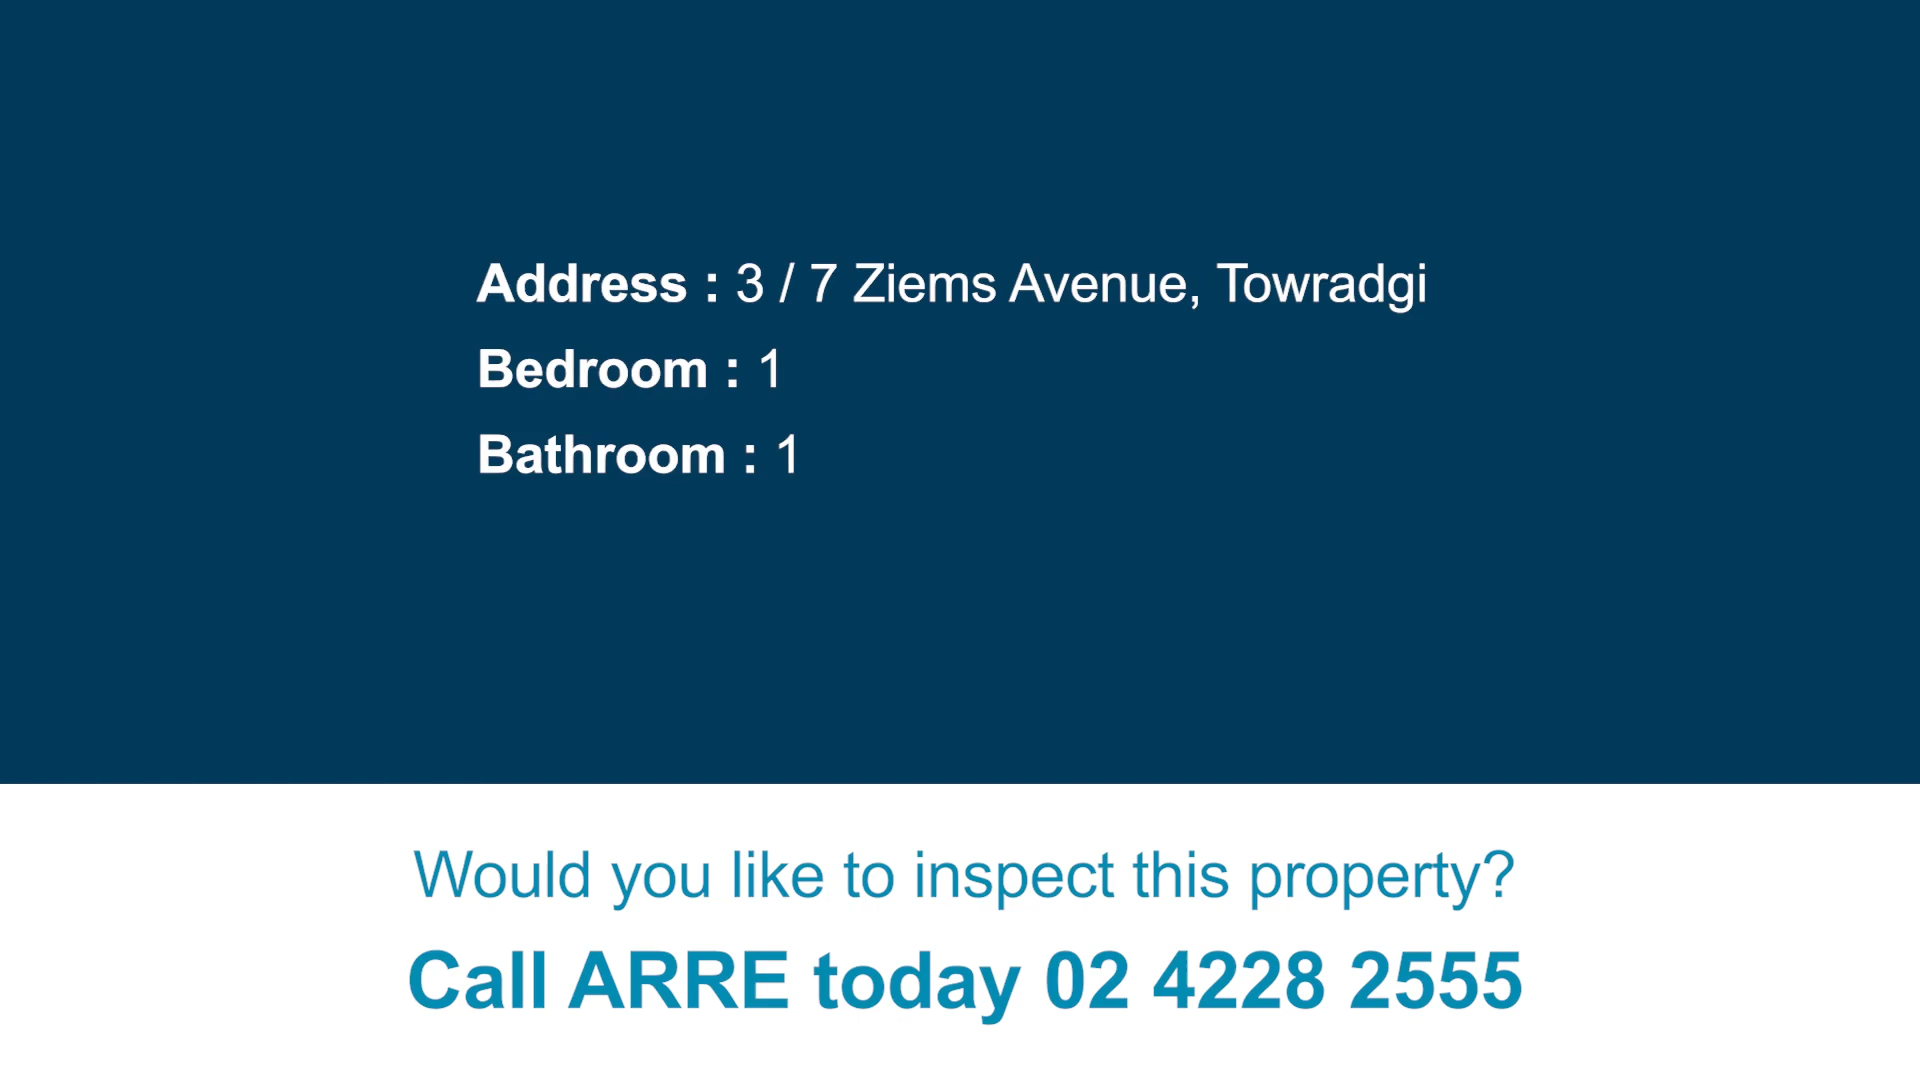 Address : 3 / 7 Ziems Avenue, Towradgi
Bedroom : 1
Bathroom : 1
Would you like to inspect this property?
Call ARRE today 02 4228 2555